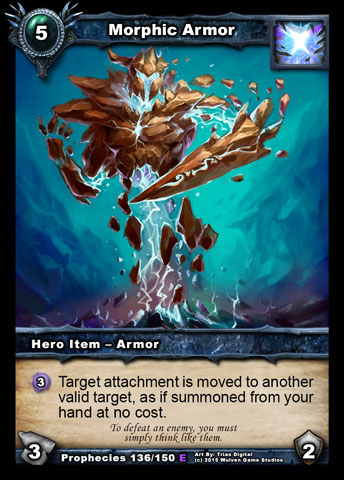 5
Morphic Armor
Hero Item – Armor
3
Target attachment is moved to another
valid target, as if summoned from your
hand at no cost.
To defeat an enemy, you must
simply think like them.
3
Prophecies 136/150 E
Art By: Trias Digital
(c) 2015 Wulven Game Studios
2